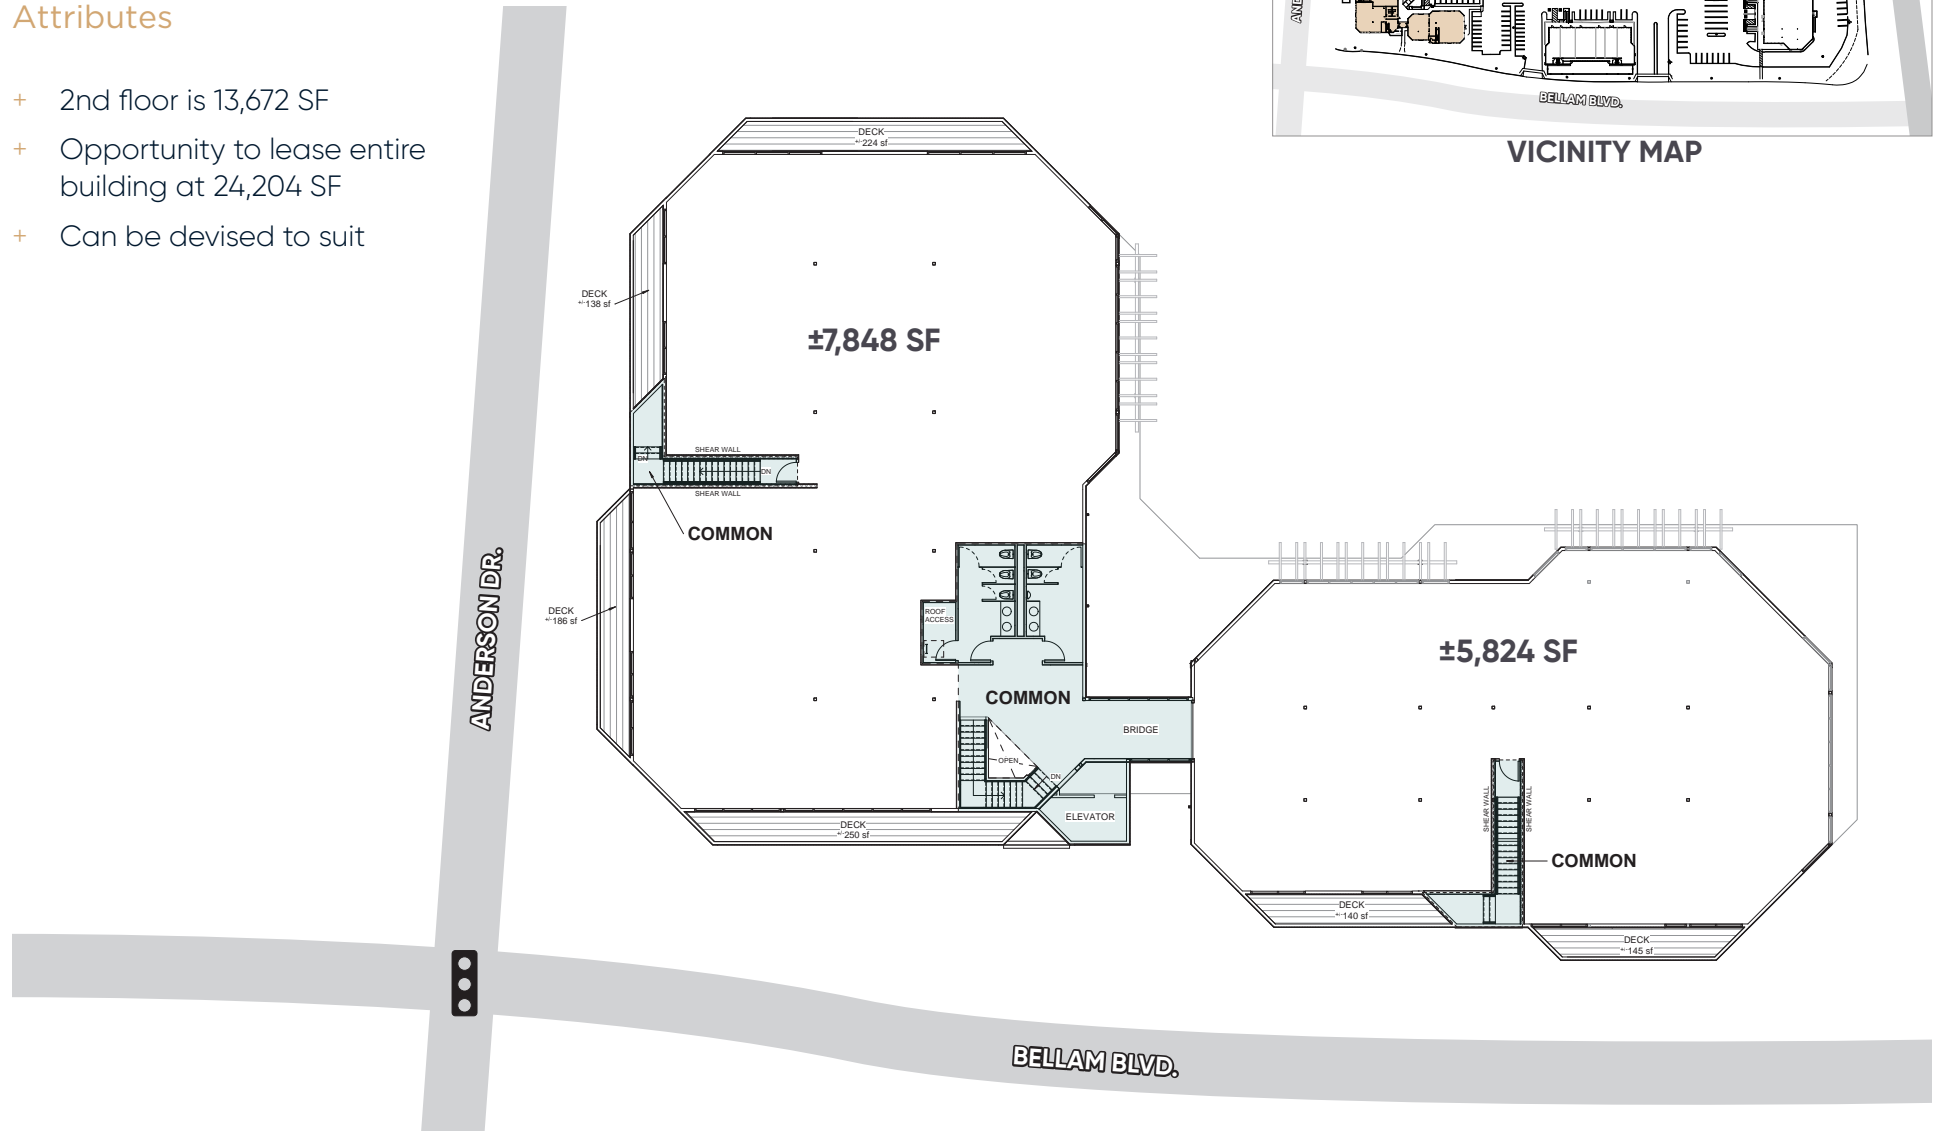 Attributes
+ 2nd floor is 13,672 SF
+ Opportunity to lease entire
building at 24,204 SF
+ Can be devised to suit
BELLAM BLVD.
VICINITY MAP
DECK
+/-224 sf
DECK
+/-138 sf
±7,848 SF
SHEAR WALL
DN
DN
SHEAR WALL
COMMON
DECK
+/-186 sf
ROOF
ACCESS
COMMON
BRIDGE
OPEN
DN
ELEVATOR
DECK
+/-250 sf
±5,824 SF
SHEAR WALL
SHEAR WALL
COMMON
DECK
+/-140 sf
DECK
+/-145 sf
ANDERSON DR.
BELLAM BLVD.